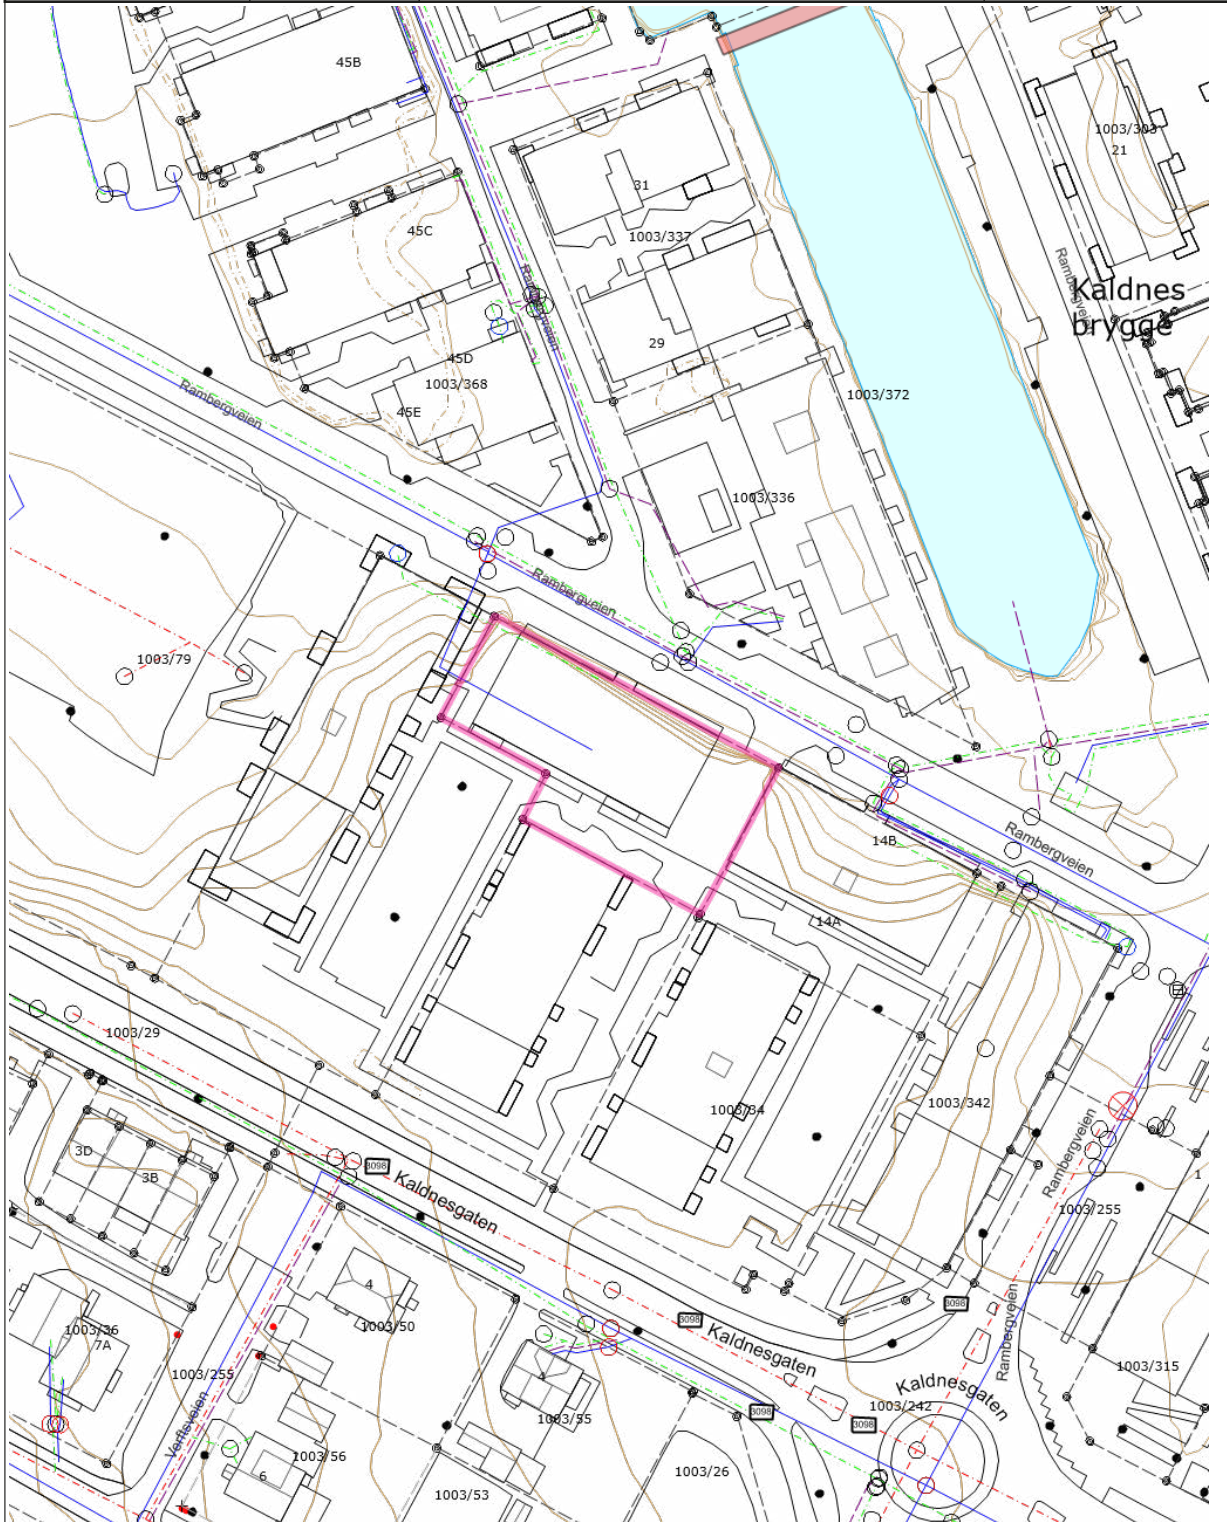 45B
1003/303
21
31
45C
1003/337
Rambergveien
Rambergveien
Kaldnes
brygge
29
45D
1003/368
Rambergveien
45E
1003/372
1003/336
Rambergveien
1003/79
Rambergveien
14B
14A
1003/29
1003/34
1003/342
Rambergveien
3D
3B
3098
Kaldnesgaten
1
1003/255
4
1003/50
3098
3098
Kaldnesgaten
Rambergveien
1003/36
7A
1003/255
1003/315
4
Kaldnesgaten
1003/242
3098
3098
1003/55
Verftsveien
1003/56
6
1003/26
1003/53